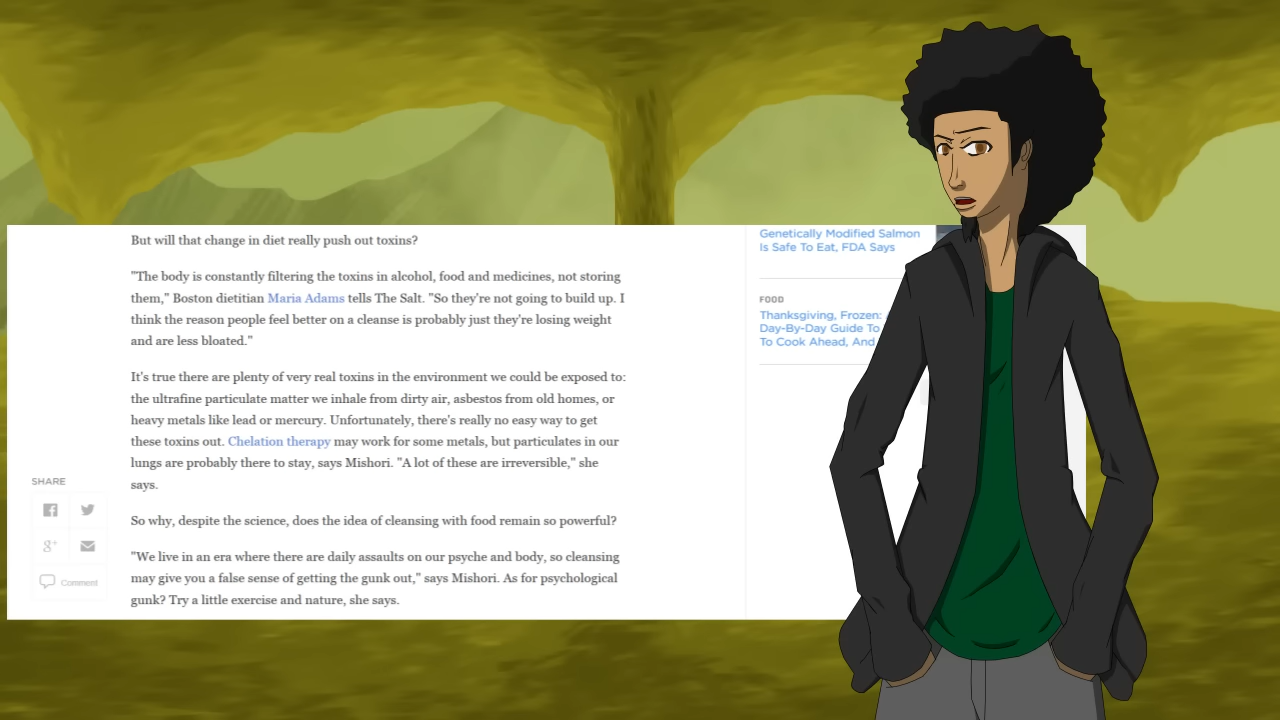 But will that change in diet really push out toxins?
"The body is constantly filtering the toxins in alcohol, food and medicines, not storing
them," Boston dietitian Maria Adams tells The Salt. "So they're not going to build up. I
think the reason people feel better on a cleanse is probably just they're losing weight
and are less bloated."
It's true there are plenty of very real toxins in the environment we could be exposed to:
the ultrafine particulate matter we inhale from dirty air, asbestos from old homes, or
heavy metals like lead or mercury. Unfortunately, there's really no easy way to get
these toxins out. Chelation therapy may work for some metals, but particulates in our
lungs are probably there to stay, says Mishori. "A lot of these are irreversible," she
says.
So why, despite the science, does the idea of cleansing with food remain so powerful?
"We live in an era where there are daily assaults on our psyche and body, so cleansing
may give you a false sense of getting the gunk out," says Mishori. As for psychological
gunk? Try a little exercise and nature, she says.
SHARE
g+
Comment
Genetically Modified Salmon
Is Safe To Eat, FDA Says
FOOD
Thanksgiving, Frozen:
Day-By-Day Guide To
To Cook Ahead, And